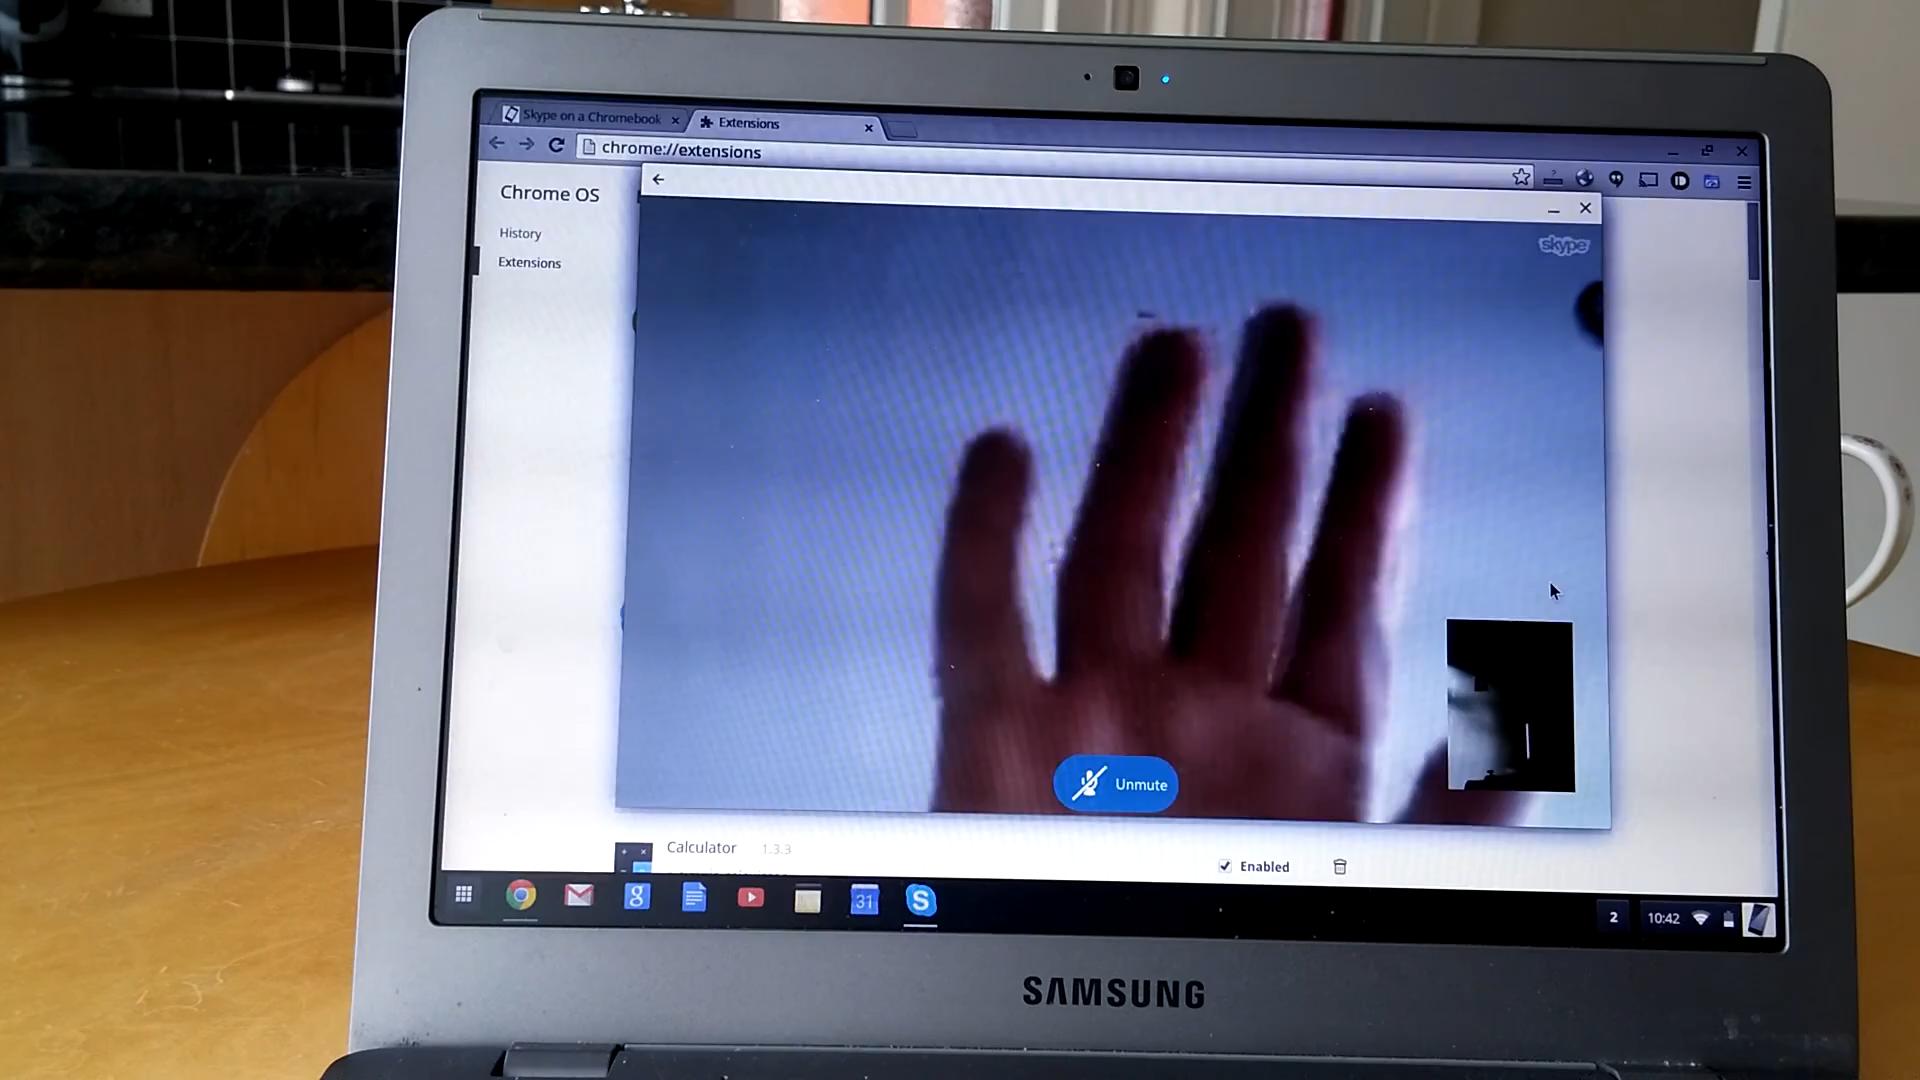 Skype on a Chromebook
Extensions
chrome://extensions
Chrome OS
History
Extensions
skype
Unmute
Calculator 1.3.3
Enabled
31
2
10:42
SAMSUNG